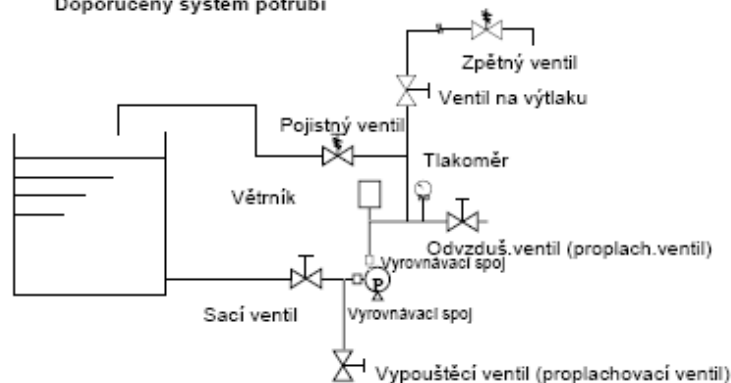 Doporučený systém potrubí
Zpětný ventil
Ventil na výtlaku
Pojistný ventil
Tlakoměr
Větrník
Odvzduš.ventil (proplach.ventil)
Vyrovnávací spoj
P
Sací ventil
Vyrovnávací spoj
Vypouštěcí ventil (proplachovací ventil)